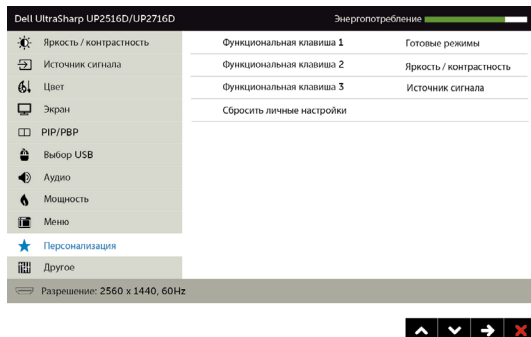 Dell UltraSharp UP2516D/UP2716D Энергопотребление
Яркость / контрастность Функциональная клавиша 1 Готовые режимы
Источник сигнала Функциональная клавиша 2 Яркость / контрастность
Цвет Функциональная клавиша 3 Источник сигнала
Экран Сбросить личные настройки
PIP/PBP
Выбор USB
Аудио
Мощность
Меню
Персонализация
Другое
Разрешение: 2560 x 1440, 60Hz